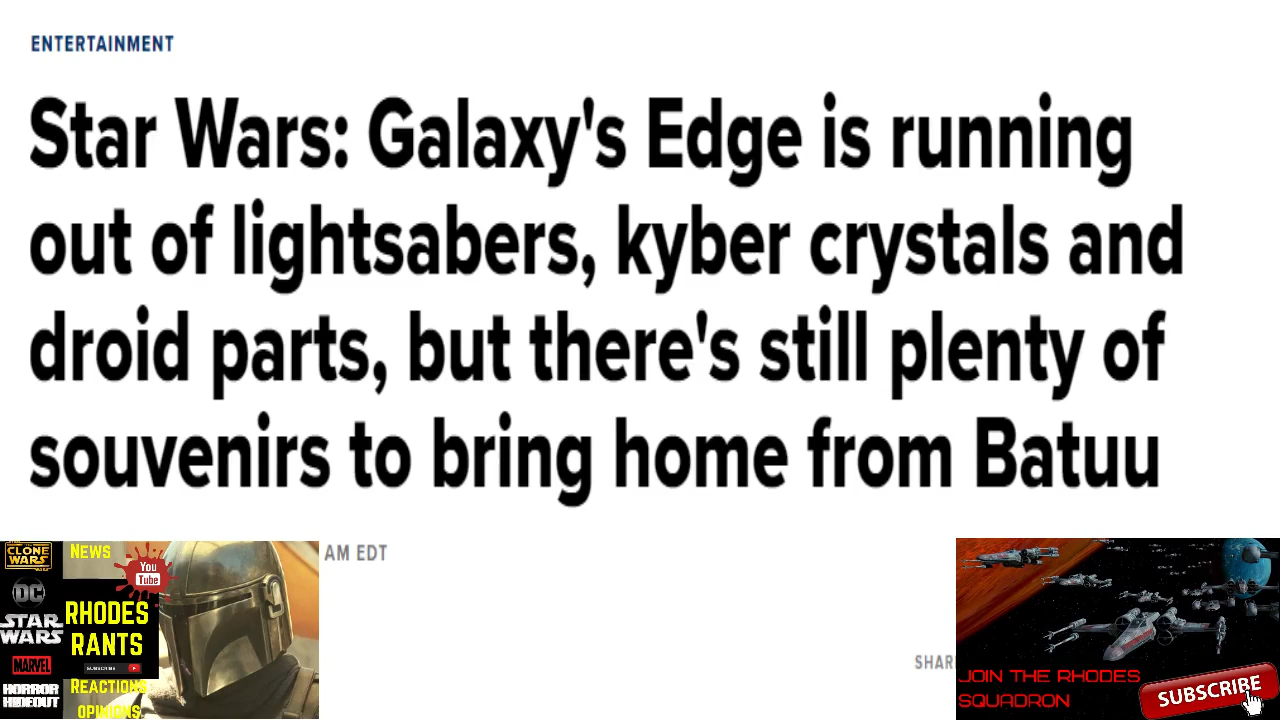 ENTERTAINMENT
Star Wars: Galaxy's Edge is running
out of lightsabers, kyber crystals and
droid parts, but there's still plenty of
souvenirs to bring home from Batuu
AM EDT
CLONE
WARS
NEWS
You
Tube
DC
RHODES
RANTS
STAR
WARS
SUBSCRIBE
MARVEL
REACTIONS
HORROR
HIDEOUT
OPINIONS
SHAR
JOIN THE RHODES
SQUADRON
SUBSCRIBE